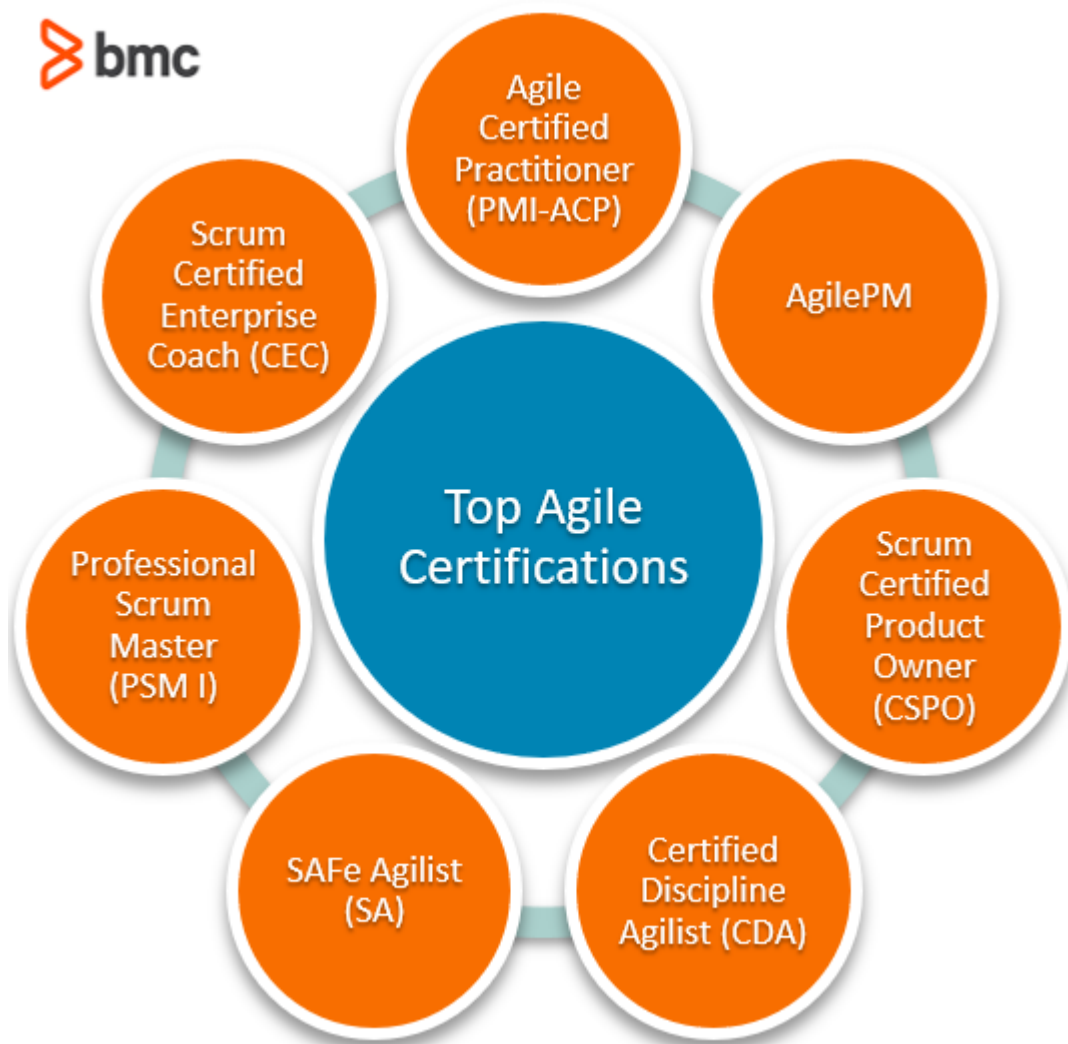 bmc
Agile
Certified
Practitioner
(PMI-ACP)
AgilePM
Scrum
Certified
Product
Owner
(CSPO)
Certified
Discipline
Agilist (CDA)
SAFe Agilist
(SA)
Professional
Scrum
Master
(PSM I)
Scrum
Certified
Enterprise
Coach (CEC)
Top Agile
Certifications